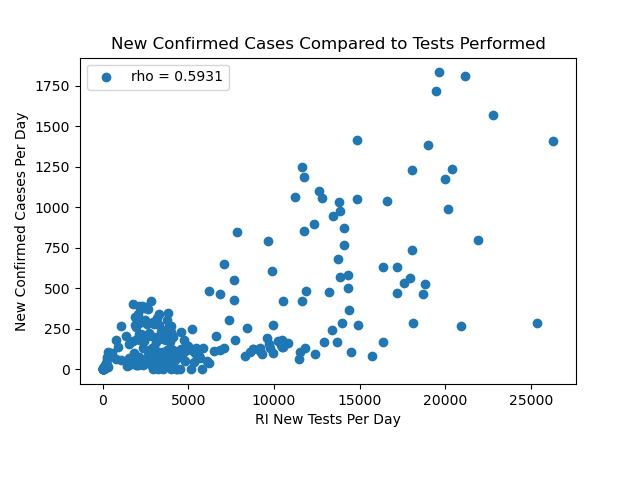 New Confirmed Cases Compared to Tests Performed
rho = 0.5931
1750
1500
1250
1000
750
500
250
0
New Confirmed Caeses Per Day
0 5000 10000 15000 20000 25000
RI New Tests Per Day